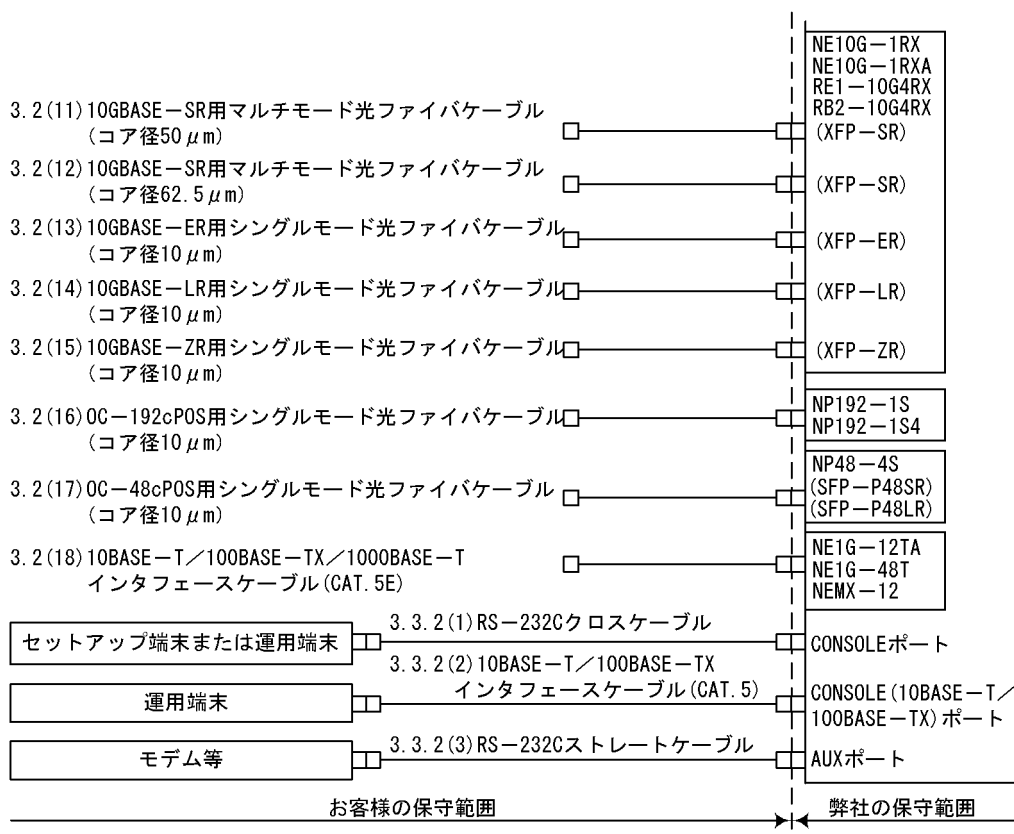 NE10G－1RX
NE10G－1RXA
RE1－10G4RX
RB2－10G4RX
3.2(11)10GBASE－SR用マルチモード光ファイバケーブル
(コア径50μm)
(XFP－SR)
3.2(12)10GBASE－SR用マルチモード光ファイバケーブル
(コア径62.5μm)
(XFP－SR)
3.2(13)10GBASE－ER用シングルモード光ファイバケーブル
(コア径10μm)
(XFP－ER)
3.2(14)10GBASE－LR用シングルモード光ファイバケーブル
(コア径10μm)
(XFP－LR)
3.2(15)10GBASE－ZR用シングルモード光ファイバケーブル
(コア径10μm)
(XFP－ZR)
3.2(16)OC－192cPOS用シングルモード光ファイバケーブル
(コア径10μm)
NP192－1S
NP192－1S4
3.2(17)OC－48cPOS用シングルモード光ファイバケーブル
(コア径10μm)
NP48－4S
(SFP－P48SR)
(SFP－P48LR)
3.2(18)10BASE－T／100BASE－TX／1000BASE－T
インタフェースケーブル(CAT.5E)
NE1G－12TA
NE1G－48T
NEMX－12
セットアップ端末または運用端末
3.3.2(1)RS－232Cクロスケーブル
CONSOLEポート
運用端末
3.3.2(2)10BASE－T／100BASE－TX
インタフェースケーブル(CAT.5)
CONSOLE(10BASE－T／
100BASE－TX)ポート
モデム等
3.3.2(3)RS－232Cストレートケーブル
AUXポート
お客様の保守範囲
弊社の保守範囲